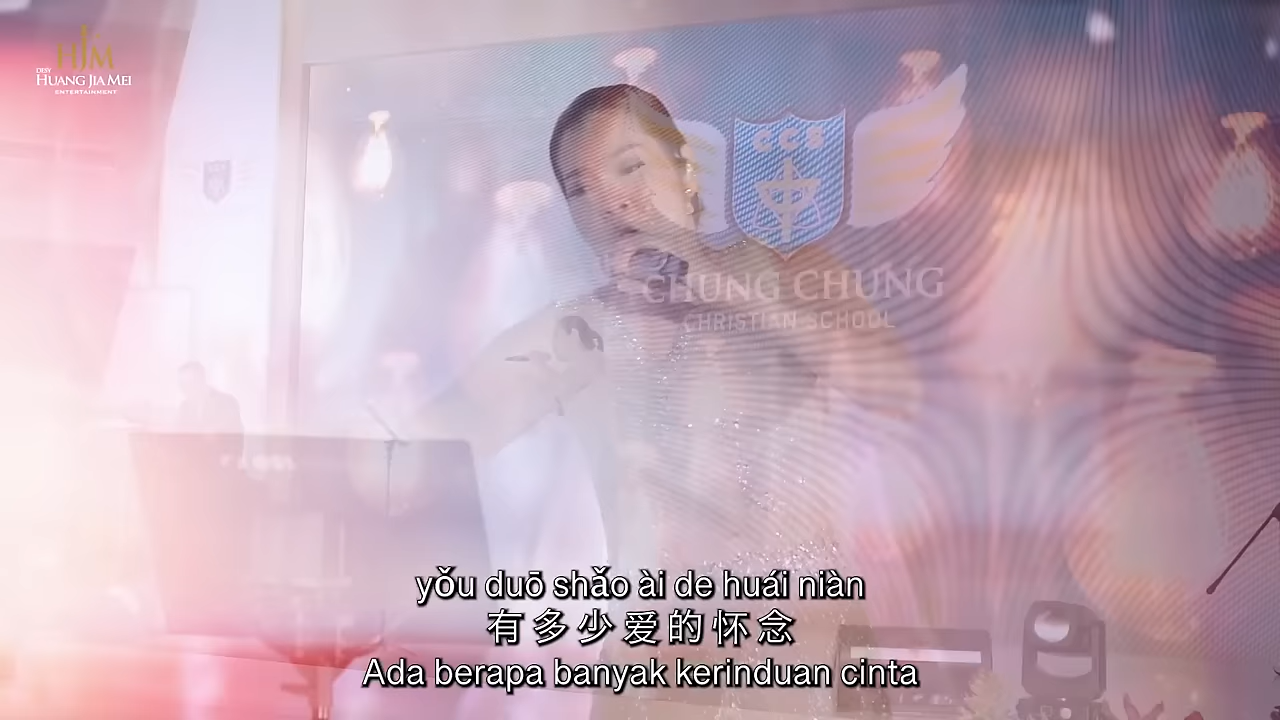 HJM
DESY
HUANG JIA MEI
ENTERTAINMENT
CCS
CHUNG CHUNG
CHRISTIAN SCHOOL
yǒu duō shǎo ài de huái niàn
有多少爱的怀念
Ada berapa banyak kerinduan cinta